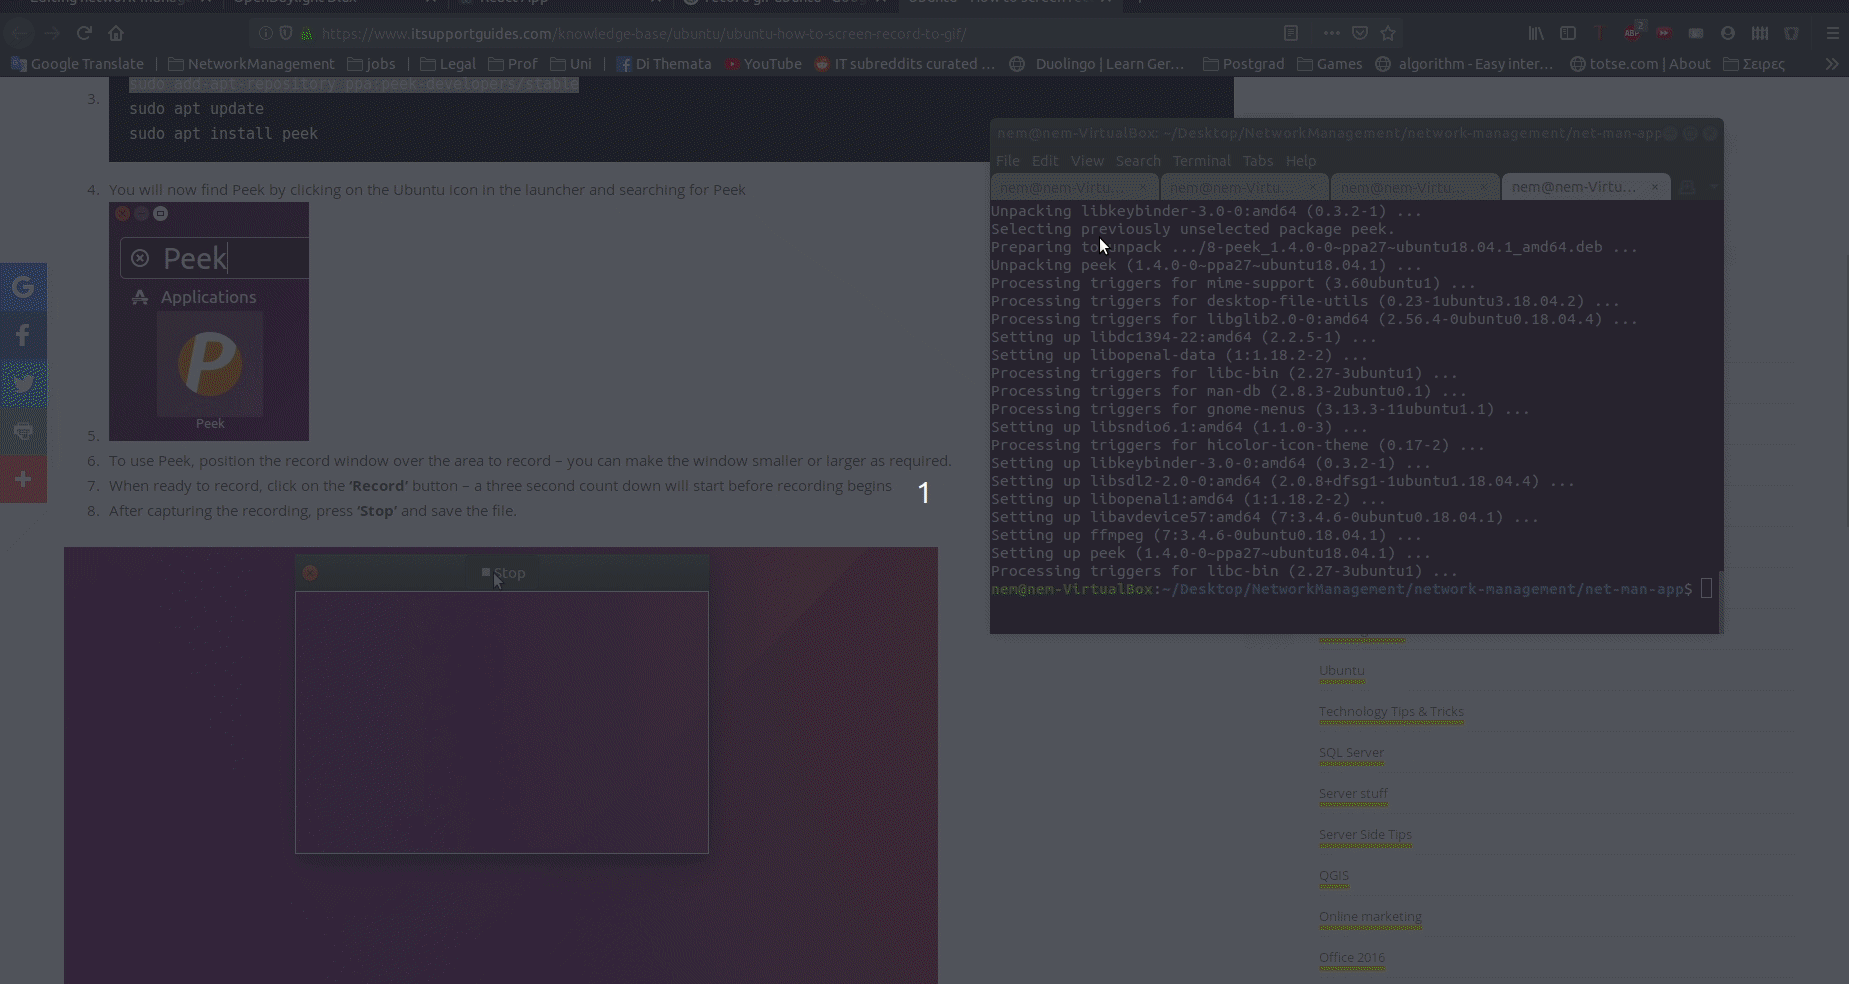 React App
https://www.itsupportguides.com/knowledge-base/ubuntu/ubuntu-how-to-screen-record-to-gif/
2
ABP
Google Translate | NetworkManagement jobs | Legal Prof Uni | Di Themata YouTube IT subreddits curated ... Duolingo | Learn Ger... Postgrad Games algorithm - Easy inter... totse.com | About Σειρες
3.
sudo add-apt-repository ppa:peek-developers/stable
sudo apt update
sudo apt install peek
4. You will now find Peek by clicking on the Ubuntu icon in the launcher and searching for Peek
Peek
Applications
Peek
5.
6. To use Peek, position the record window over the area to record – you can make the window smaller or larger as required.
7. When ready to record, click on the ‘Record’ button – a three second count down will start before recording begins
8. After capturing the recording, press ‘Stop’ and save the file.
Stop
1
nem@nem-VirtualBox: ~/Desktop/NetworkManagement/network-management/net-man-app
File Edit View Search Terminal Tabs Help
nem@nem-Virtu... × nem@nem-Virtu... × nem@nem-Virtu... × nem@nem-Virtu... ×
Unpacking libkeybinder-3.0-0:amd64 (0.3.2-1) ...
Selecting previously unselected package peek.
Preparing to unpack .../8-peek_1.4.0-0~ppa27~ubuntu18.04.1_amd64.deb ...
Unpacking peek (1.4.0-0~ppa27~ubuntu18.04.1) ...
Processing triggers for mime-support (3.60ubuntu1) ...
Processing triggers for desktop-file-utils (0.23-1ubuntu3.18.04.2) ...
Processing triggers for libglib2.0-0:amd64 (2.56.4-0ubuntu0.18.04.4) ...
Setting up libdc1394-22:amd64 (2.2.5-1) ...
Setting up libopenal-data (1:1.18.2-2) ...
Processing triggers for libc-bin (2.27-3ubuntu1) ...
Processing triggers for man-db (2.8.3-2ubuntu0.1) ...
Processing triggers for gnome-menus (3.13.3-11ubuntu1.1) ...
Setting up libsndio6.1:amd64 (1.1.0-3) ...
Processing triggers for hicolor-icon-theme (0.17-2) ...
Setting up libkeybinder-3.0-0:amd64 (0.3.2-1) ...
Setting up libsdl2-2.0-0:amd64 (2.0.8+dfsg1-1ubuntu1.18.04.4) ...
Setting up libopenal1:amd64 (1:1.18.2-2) ...
Setting up libavdevice57:amd64 (7:3.4.6-0ubuntu0.18.04.1) ...
Setting up ffmpeg (7:3.4.6-0ubuntu0.18.04.1) ...
Setting up peek (1.4.0-0~ppa27~ubuntu18.04.1) ...
Processing triggers for libc-bin (2.27-3ubuntu1) ...
nem@nem-VirtualBox:~/Desktop/NetworkManagement/network-management/net-man-app$
Ubuntu
Technology Tips & Tricks
SQL Server
Server stuff
Server Side Tips
QGIS
Online marketing
Office 2016